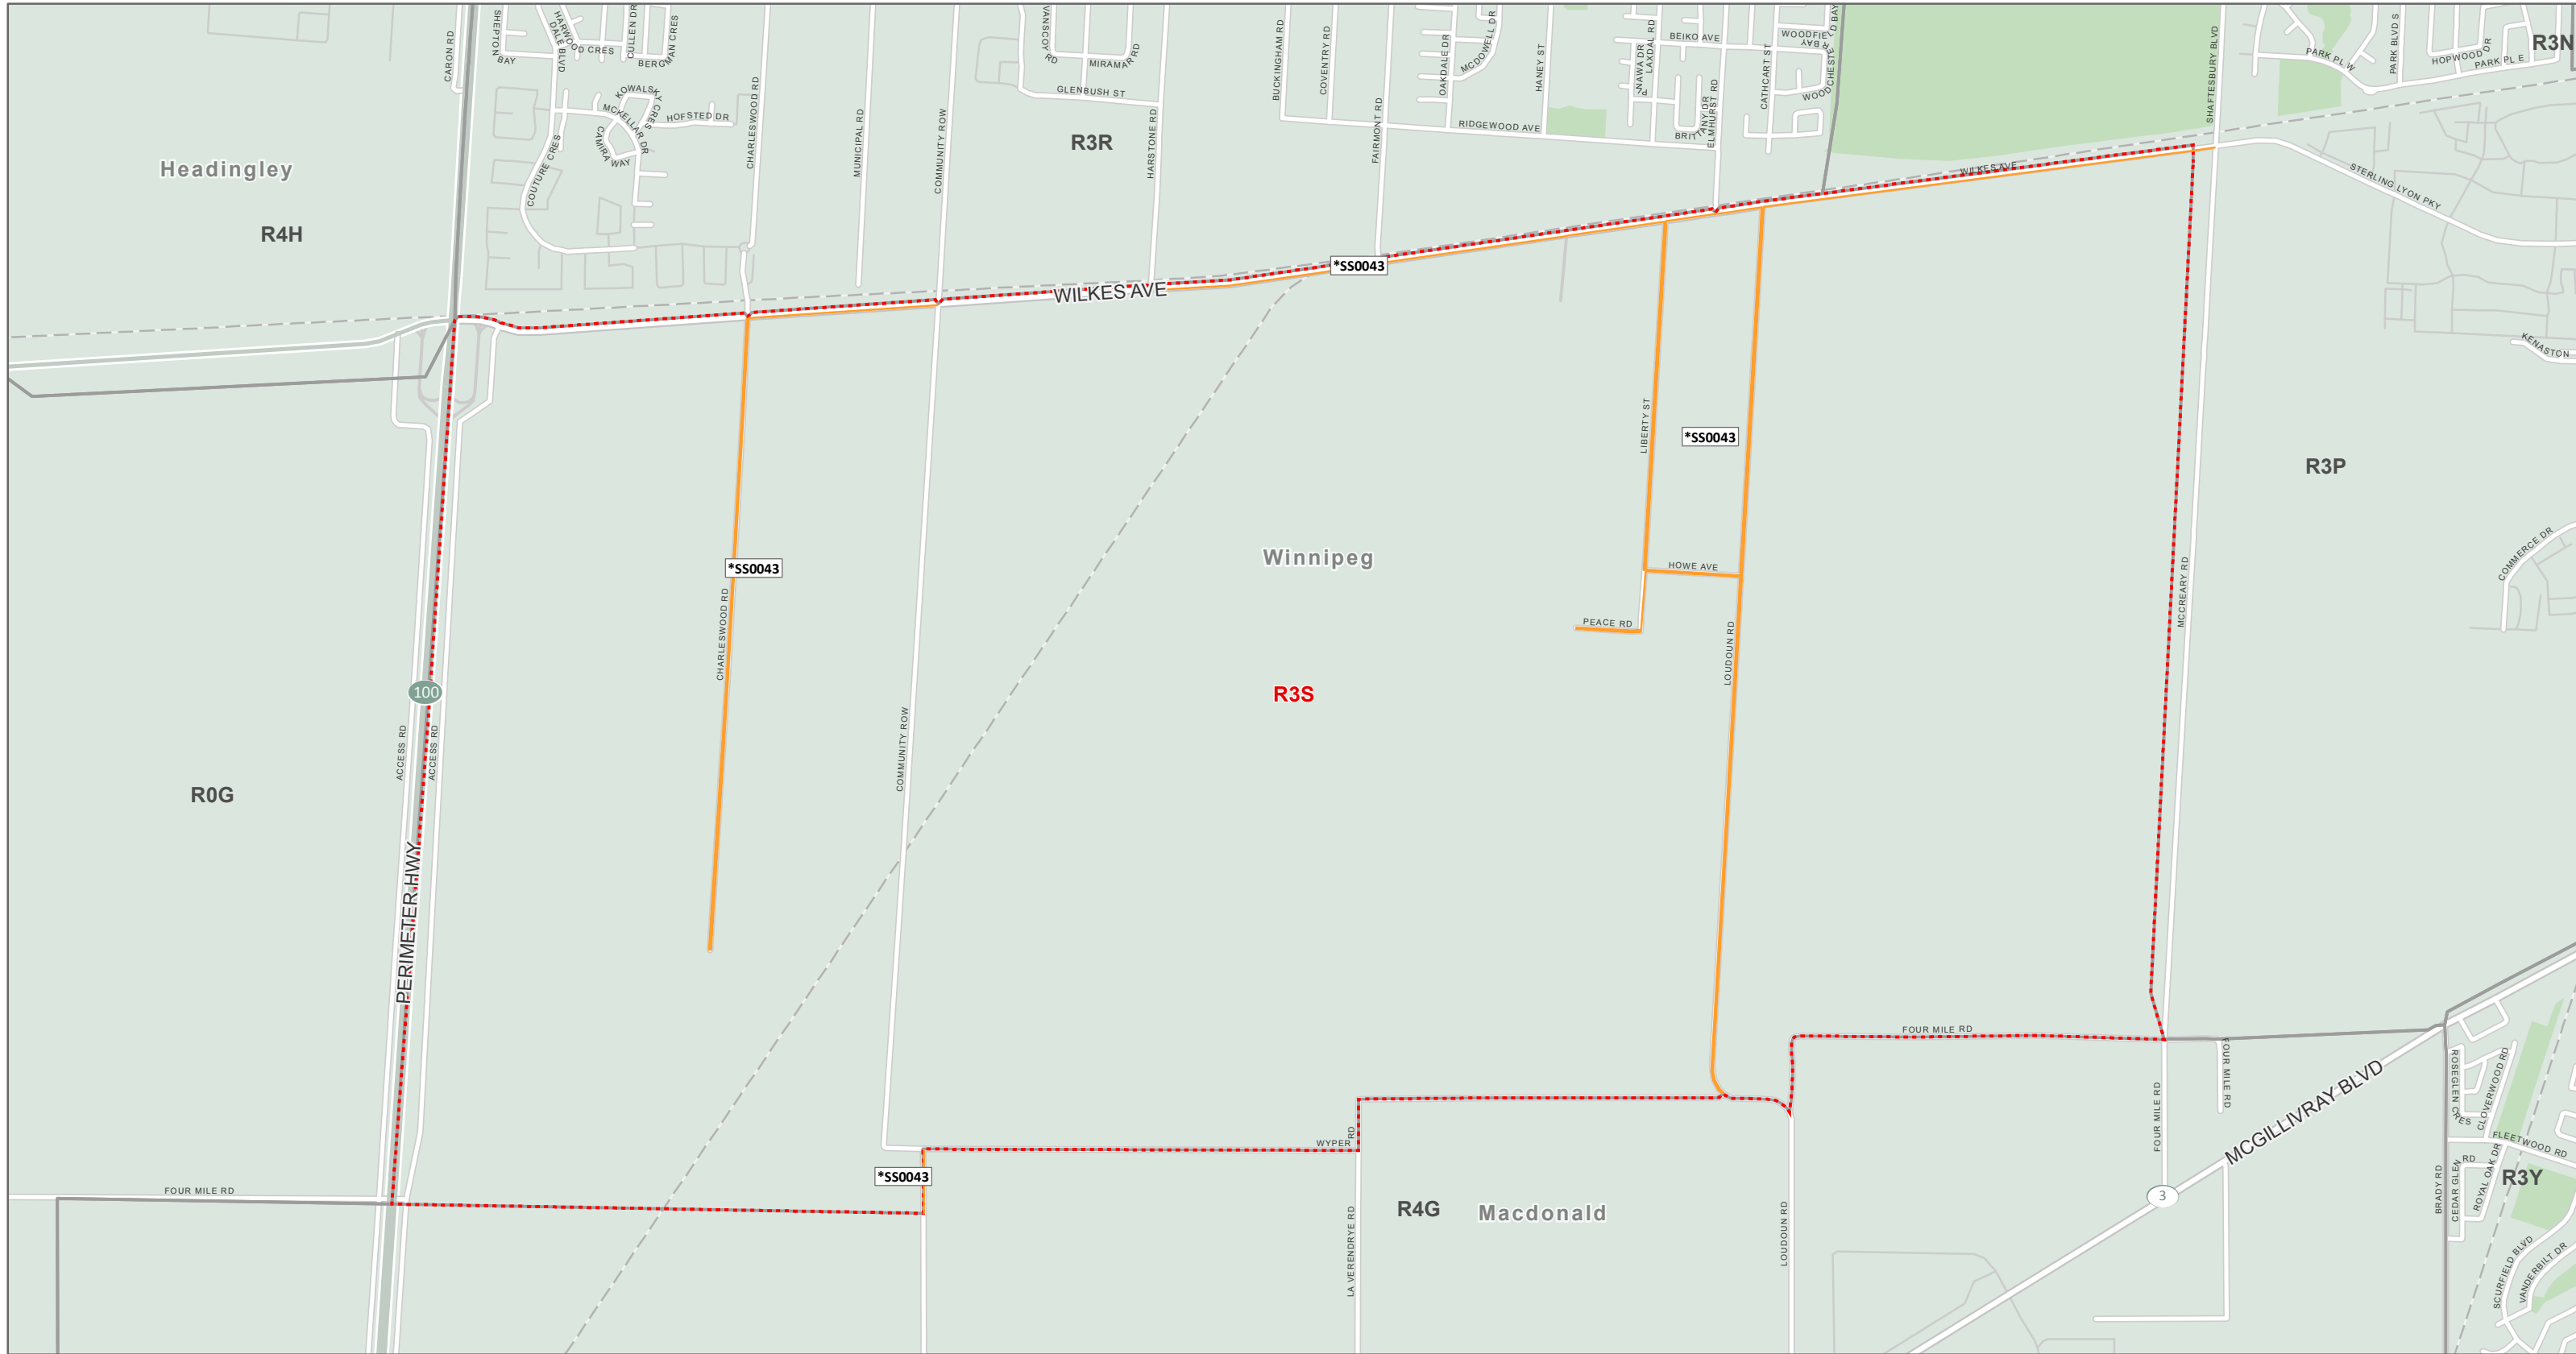 CARON RD
SHEPTON
BAY
HARWOOD CRES
DALE BLVD
CULLEN DR
BERGMAN CRES
KOWALSKY CRES
MCKELLAR DR
HOFSTED DR
CAMIRA WAY
COUTURE CRES
CHARLESWOOD RD
MUNICIPAL RD
COMMUNITY ROW
VANSCOY RD
MIRAMAR RD
GLENBUSH ST
HARSTONE RD
R3R
BUCKINGHAM RD
COVENTRY RD
FAIRMONT RD
OAKDALE DR
MCDOWELL DR
HANEY ST
RIDGEWOOD AVE
LAXDAL RD
BEIKO AVE
BRITTANY DR
ELMHURST RD
CATHCART ST
WOODFIELD BAY
WOODCHESTER BAY
SHAFTESBURY BLVD
PARK PL W
PARK BLVD S
HOPWOOD DR
PARK PL E
R3N
STERLING LYON PKY
KENASTON
Headingley
R4H
WILKES AVE
WILKES AVE
*SS0043
*SS0043
*SS0043
LIBERTY ST
HOWE AVE
PEACE RD
LOUDOUN RD
MCCREARY RD
R3P
COMMERCE DR
Winnipeg
R3S
CHARLESWOOD RD
COMMUNITY ROW
100
ACCESS RD
ACCESS RD
R0G
PERIMETER HWY
FOUR MILE RD
FOUR MILE RD
FOUR MILE RD
FOUR MILE RD
WYPER RD
*SS0043
R4G
Macdonald
LA VERENDRYE RD
LOUDOUN RD
3
MCGILLIVRAY BLVD
BRADY RD
ROSEGLEN CRES
CLOVERWOOD RD
FLEETWOOD RD
CEDAR GLEN RD
ROYAL OAK DR
R3Y
SCURFIELD BLVD
VANDERBILT DR